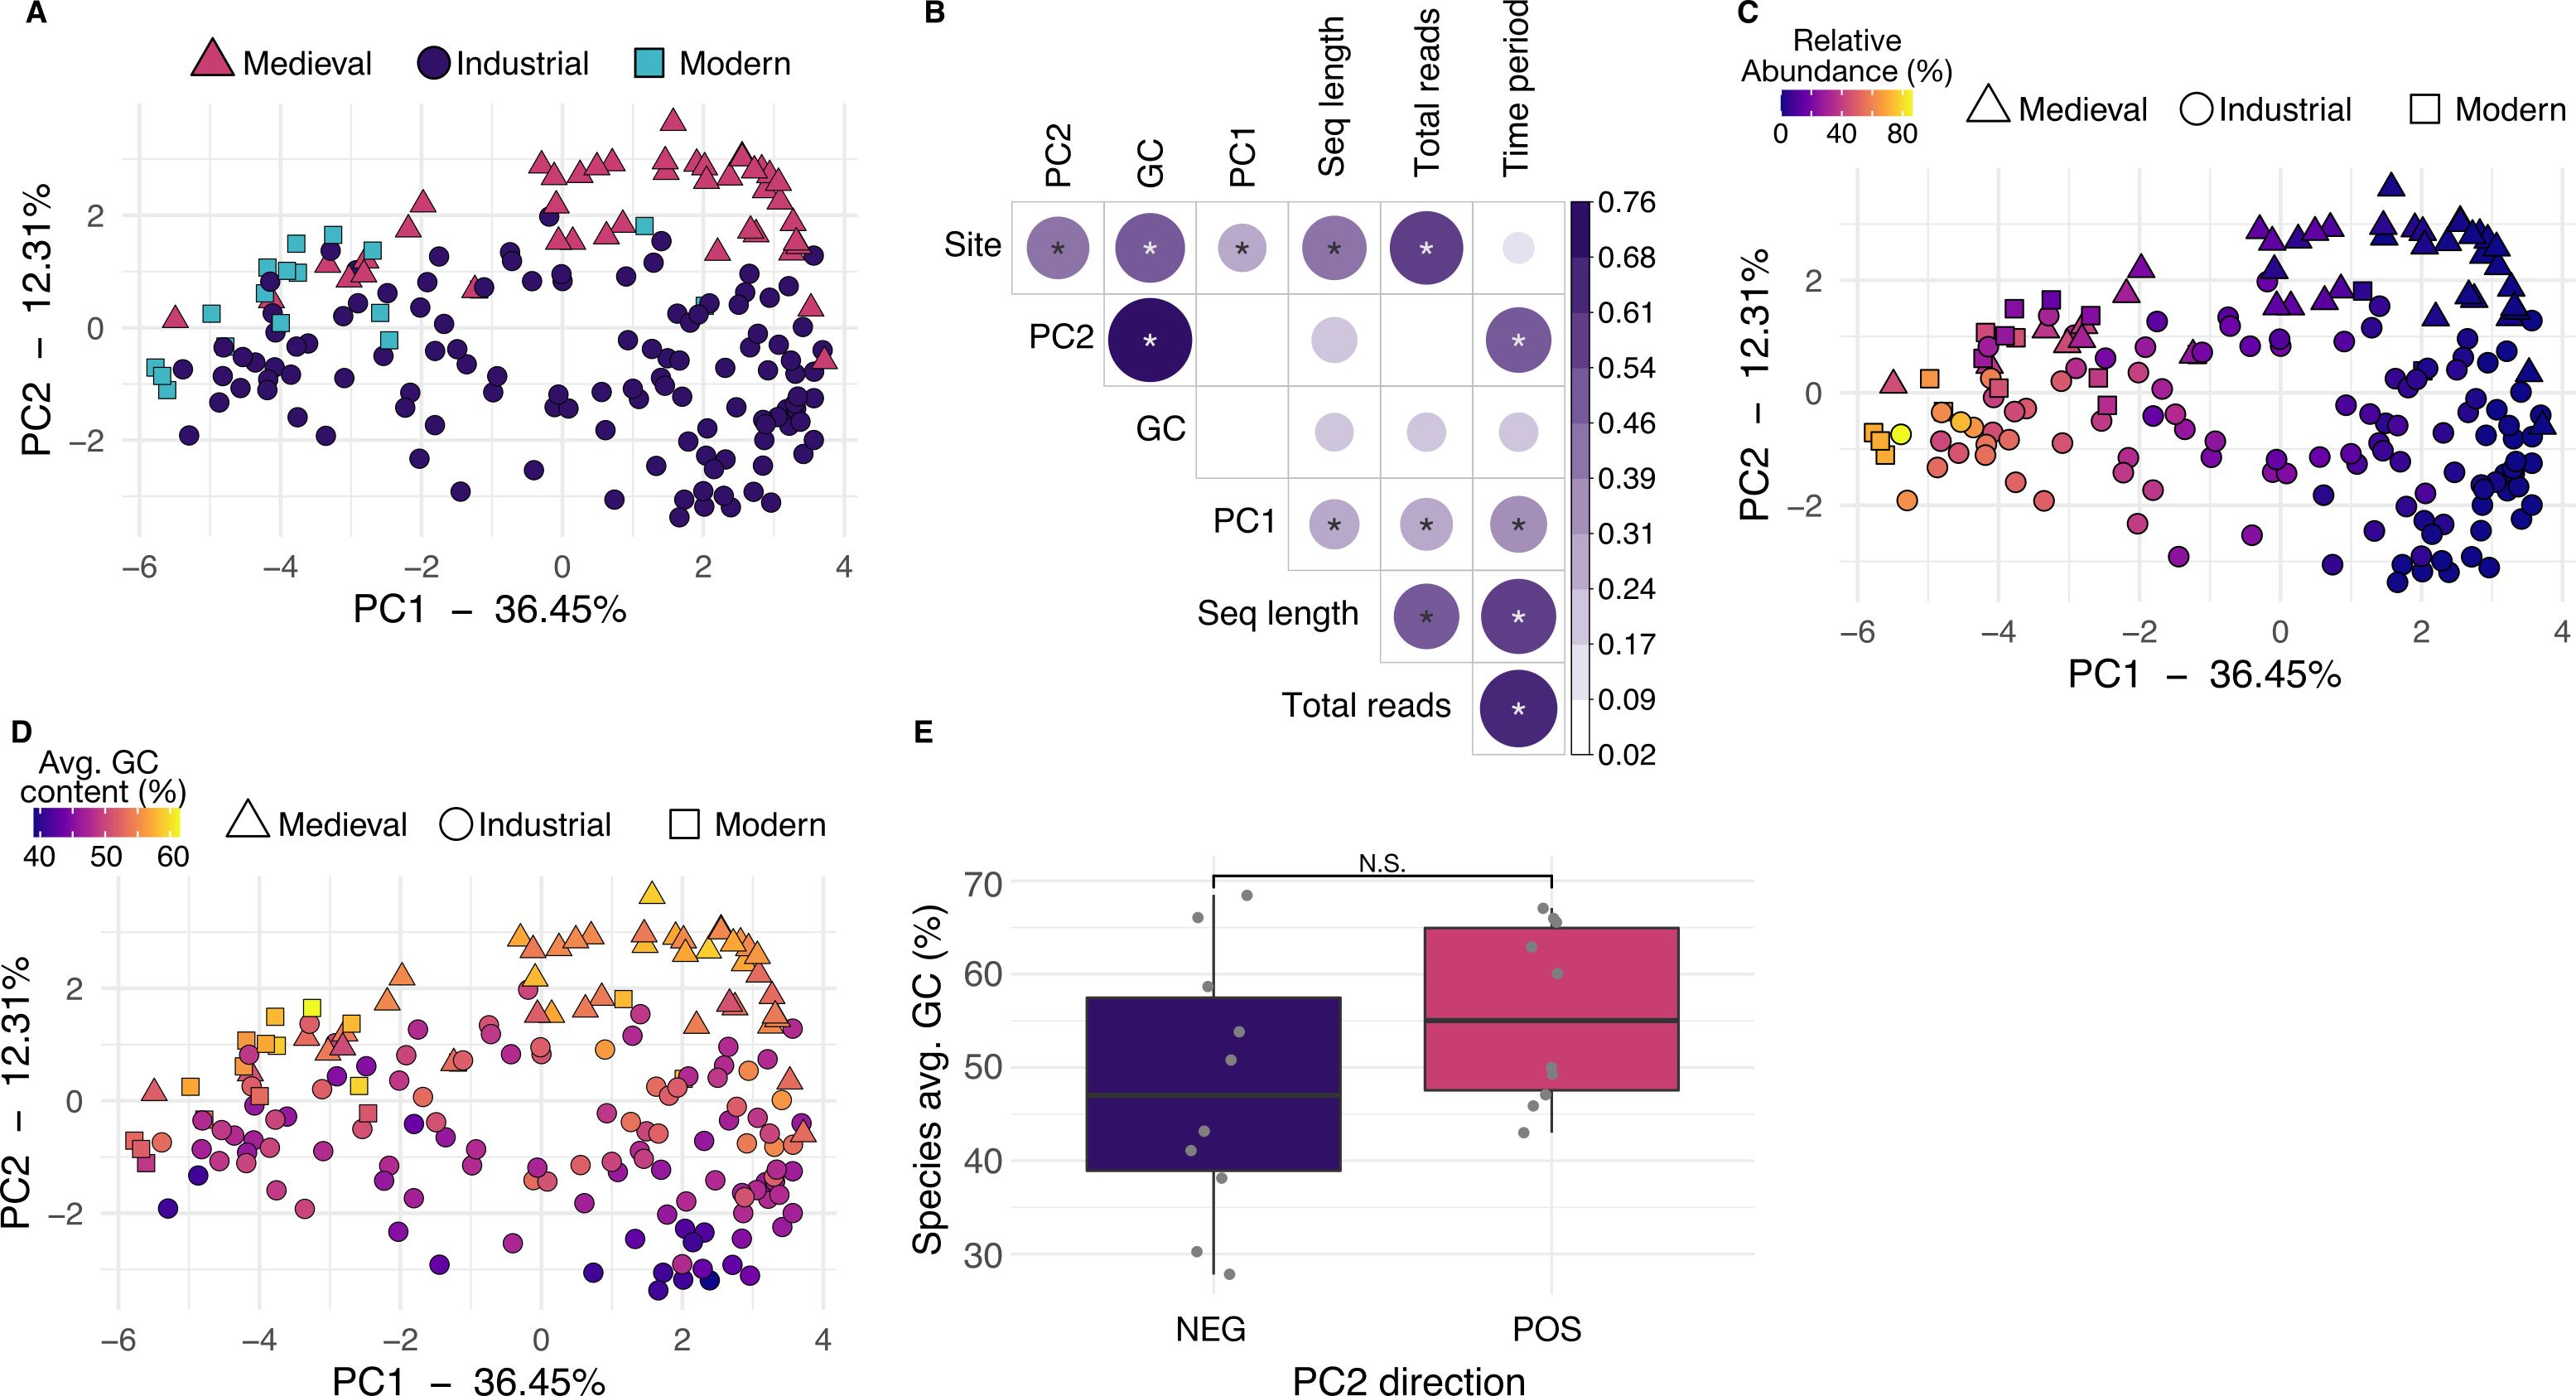 A
Medieval Industrial Modern
PC2 – 12.31%
2
0
−2
−6 −4 −2 0 2 4
PC1 – 36.45%
B
PC2 GC PC1 Seq length Total reads Time period
Site * * * * *
PC2 * *
GC
PC1 * * *
Seq length * *
Total reads *
0.76
0.68
0.61
0.54
0.46
0.39
0.31
0.24
0.17
0.09
0.02
C
Relative
Abundance (%)
0 40 80
Medieval Industrial Modern
PC2 – 12.31%
2
0
−2
−6 −4 −2 0 2 4
PC1 – 36.45%
D
Avg. GC
content (%)
40 50 60
Medieval Industrial Modern
PC2 – 12.31%
2
0
−2
−6 −4 −2 0 2 4
PC1 – 36.45%
E
N.S.
Species avg. GC (%)
70
60
50
40
30
NEG POS
PC2 direction